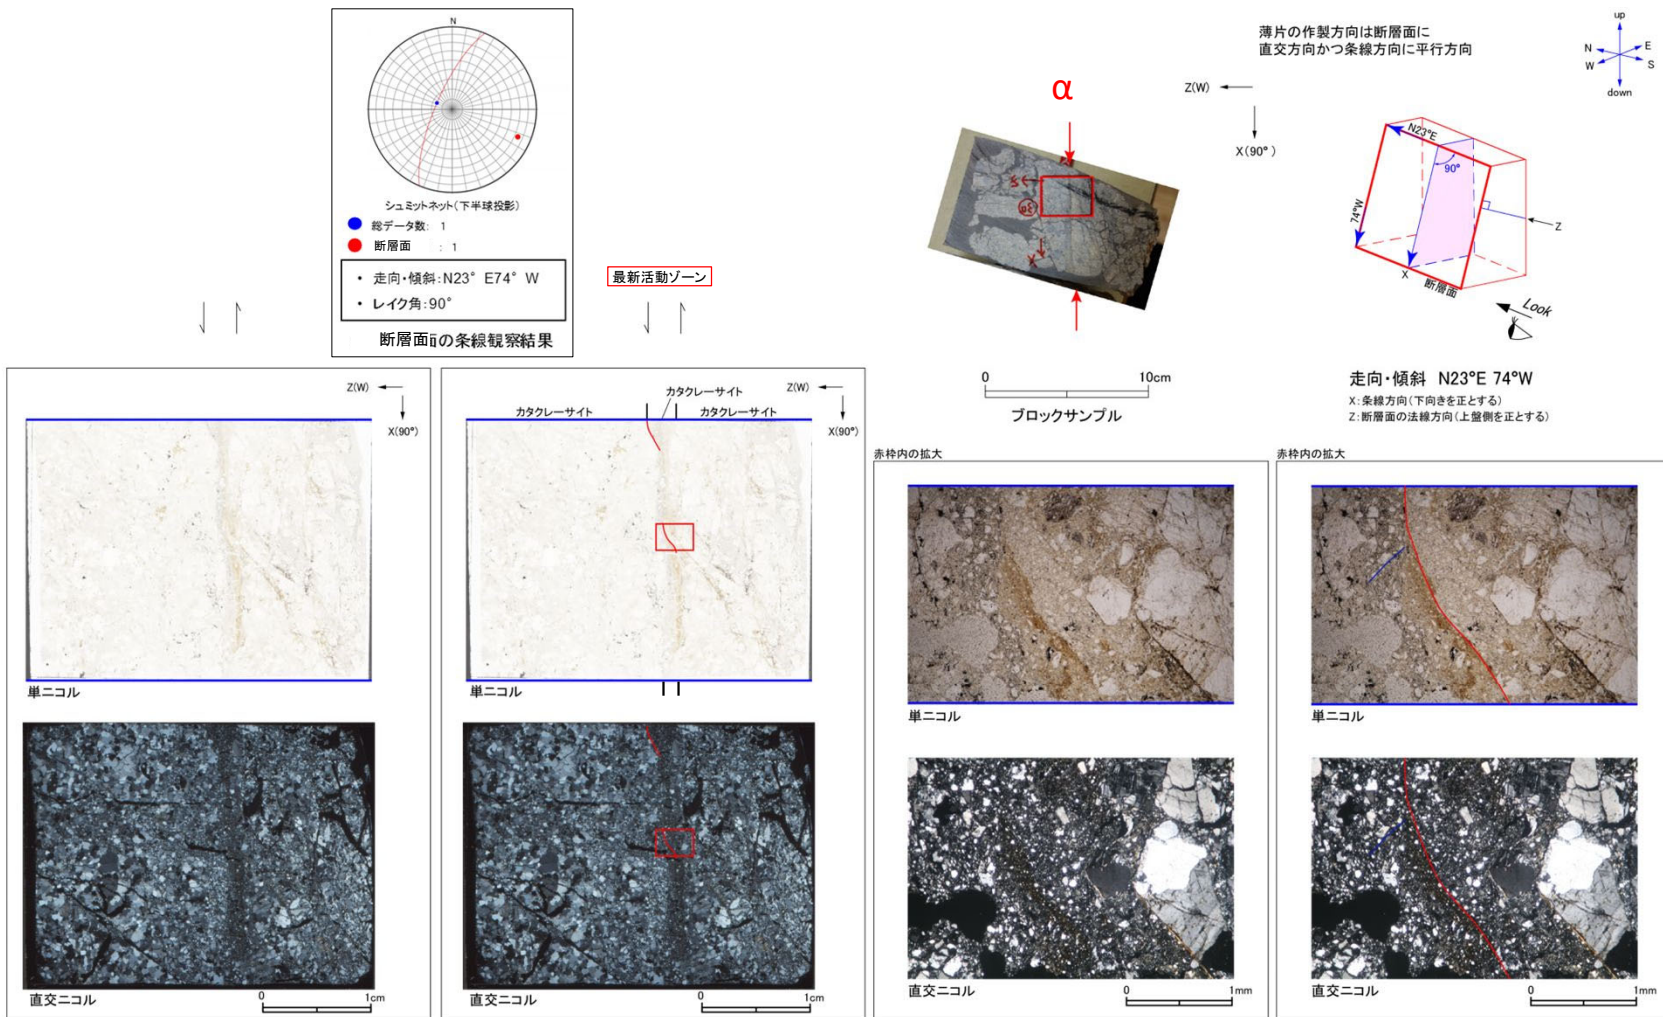 N
シュミットネット(下半球投影)
総データ数： 1
断層面 ： 1
・ 走向・傾斜：N23° E74° W
・ レイク角：90°
断層面の条線観察結果
最新活動ゾーン
α
Z(W)
X(90°)
薄片の作製方向は断層面に
直交方向かつ条線方向に平行方向
up
N
E
W
S
down
N23°E
90°
74°W
Z
X
断層面
Look
0
10cm
ブロックサンプル
走向・傾斜 N23°E 74°W
X：条線方向(下向きを正とする)
Z：断層面の法線方向(上盤側を正とする)
Z(W)
X(90°)
単ニコル
直交ニコル
0
1cm
Z(W)
X(90°)
カタクレーサイト
カタクレーサイト
カタクレーサイト
単ニコル
直交ニコル
0
1cm
赤枠内の拡大
単ニコル
直交ニコル
0
1mm
赤枠内の拡大
単ニコル
直交ニコル
0
1mm